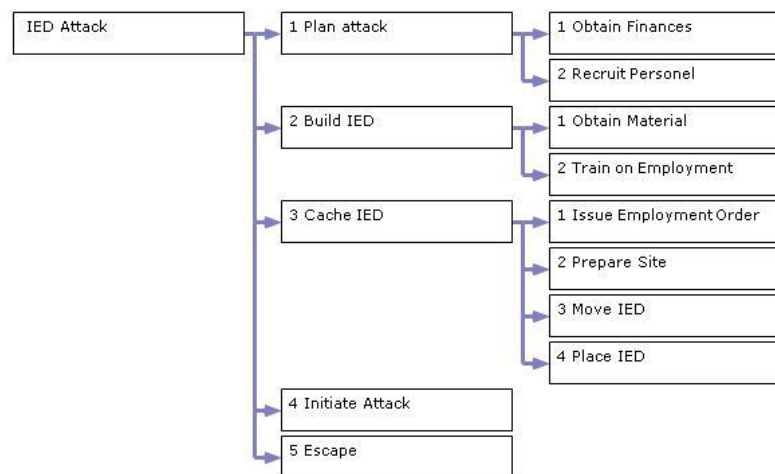 IED Attack
1 Plan attack
1 Obtain Finances
2 Recruit Personel
2 Build IED
1 Obtain Material
2 Train on Employment
3 Cache IED
1 Issue Employment Order
2 Prepare Site
3 Move IED
4 Place IED
4 Initiate Attack
5 Escape